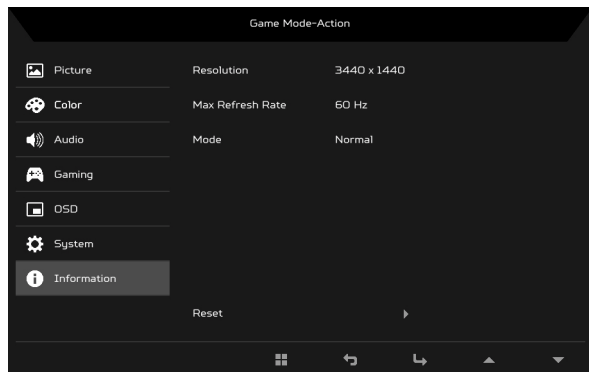 Game Mode-Action
Picture
Resolution 3440 x 1440
Color
Max Refresh Rate 60 Hz
Audio
Mode Normal
Gaming
OSD
System
Information
Reset